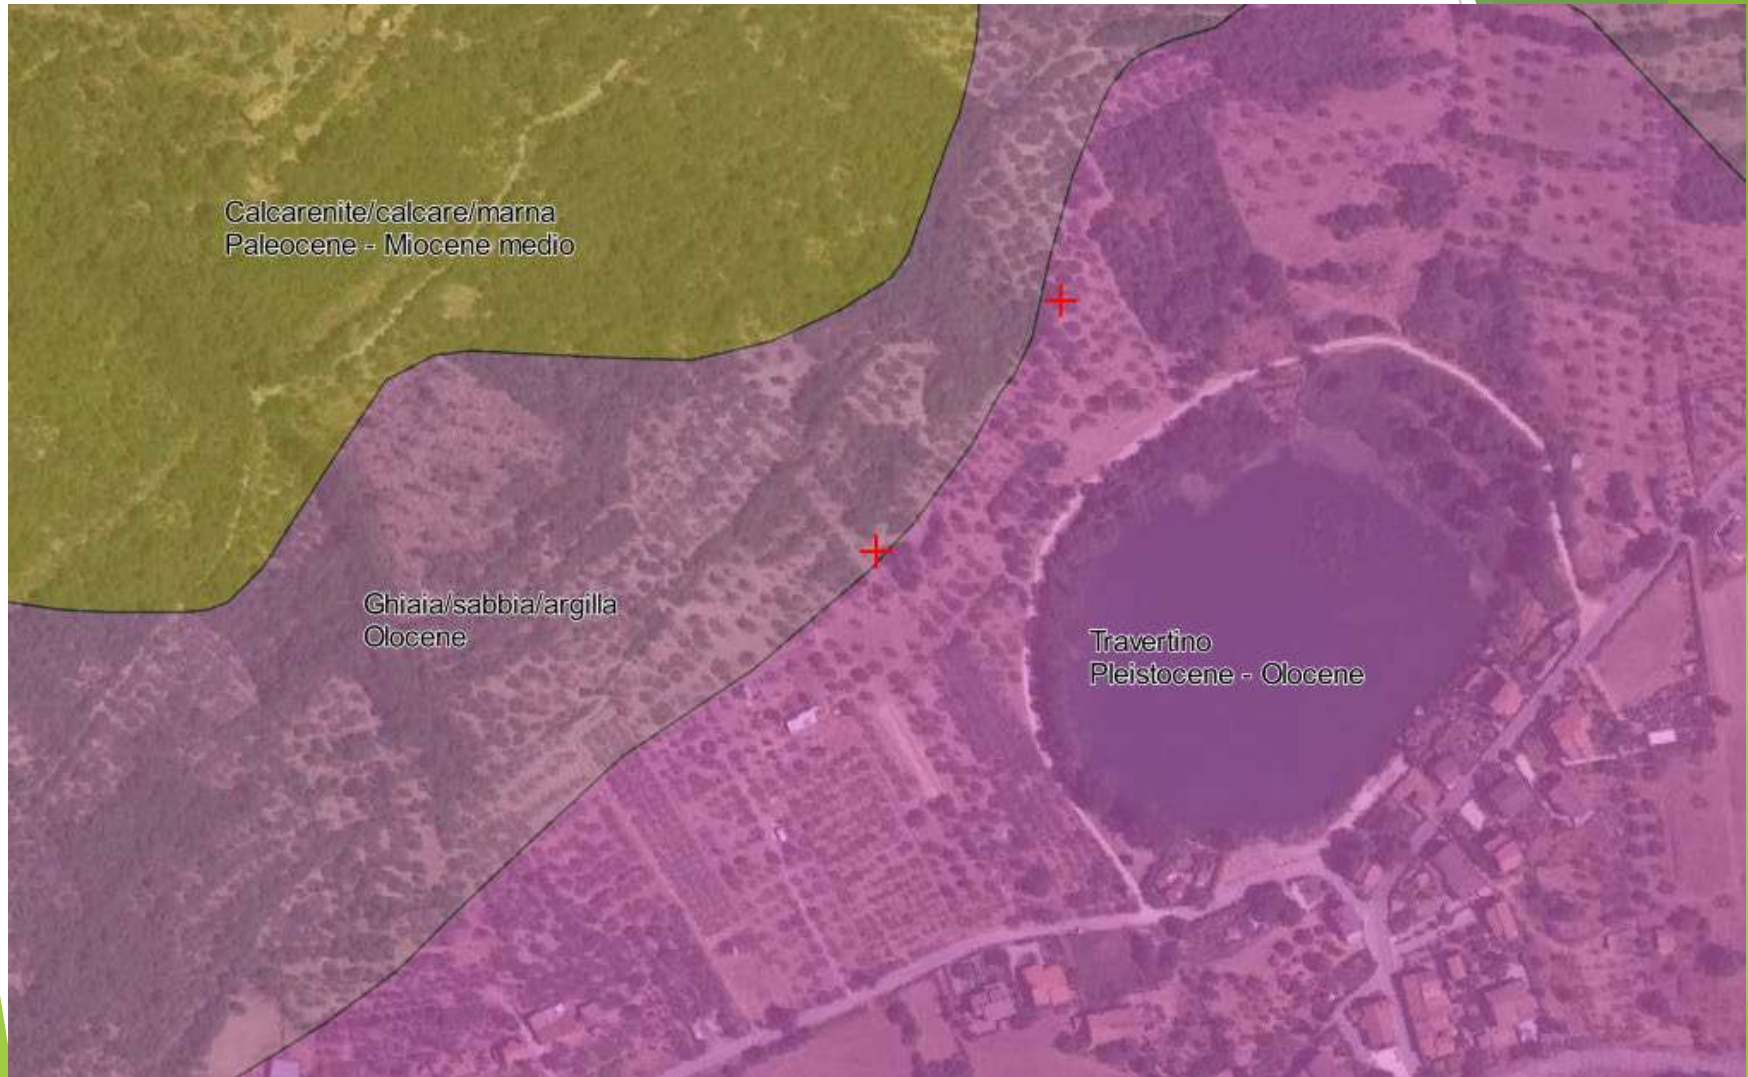 Calcarenite/calcare/marna
Paleocene - Miocene medio
Ghiaia/sabbia/argilla
Olocene
Travertino
Pleistocene - Olocene